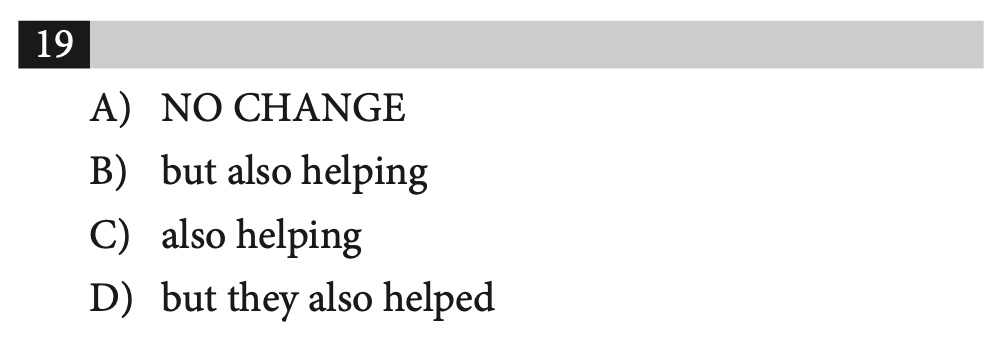 19
A) NO CHANGE
B) but also helping
C) also helping
D) but they also helped